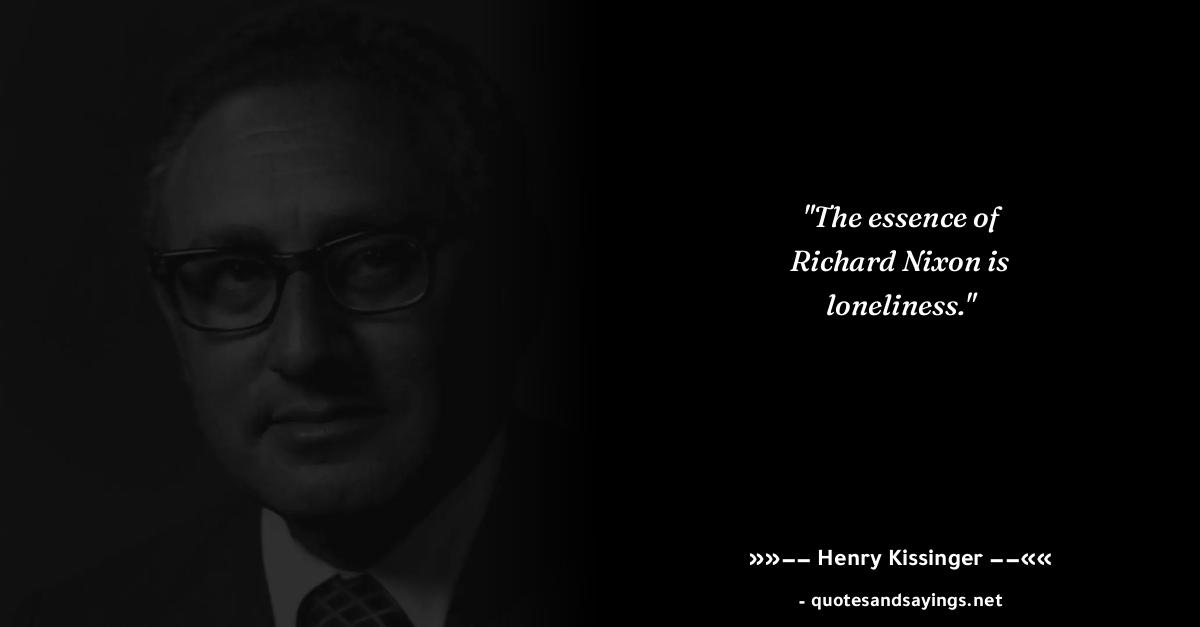 "The essence of
Richard Nixon is
loneliness."
»»−− Henry Kissinger −−««
- quotesandsayings.net